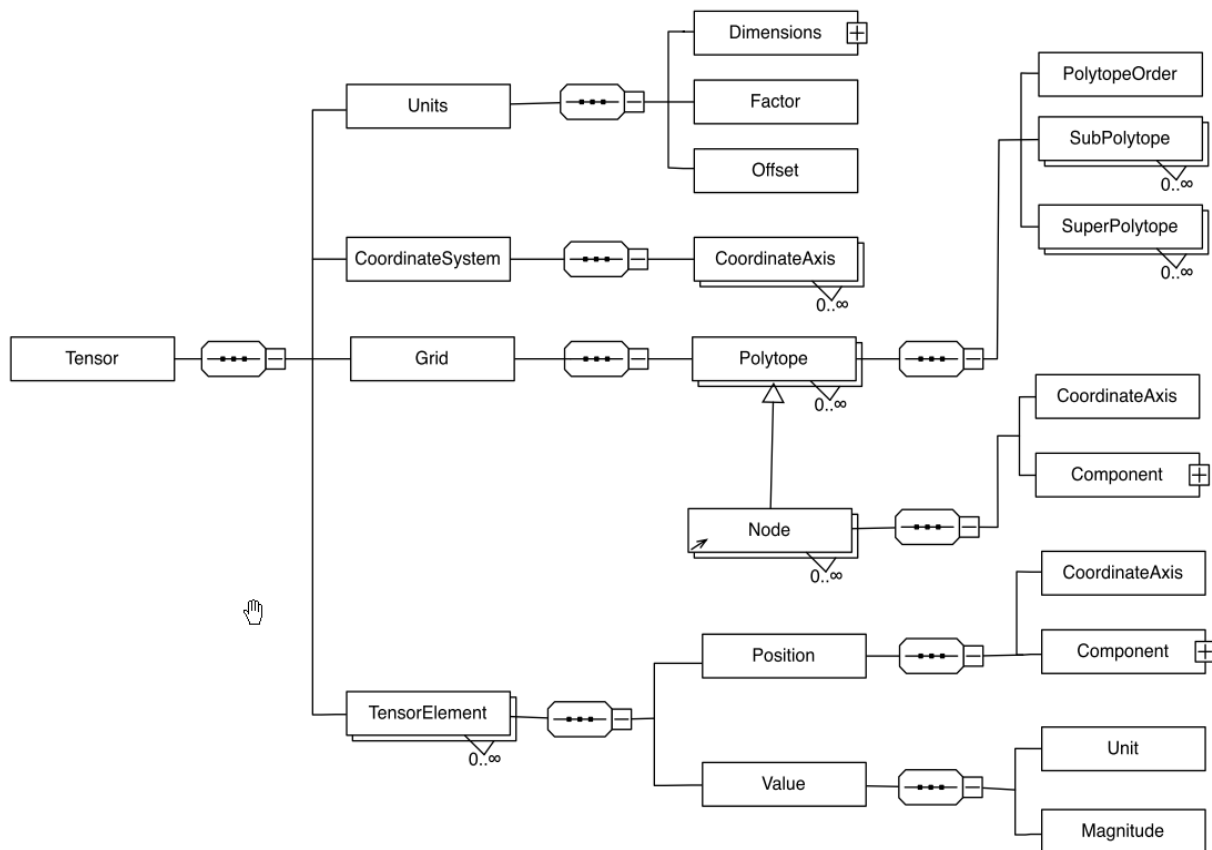 Dimensions
Factor
Offset
Units
PolytopeOrder
SubPolytope
0..∞
SuperPolytope
0..∞
CoordinateSystem
CoordinateAxis
0..∞
Tensor
Grid
Polytope
0..∞
CoordinateAxis
Component
Node
0..∞
CoordinateAxis
Position
Component
TensorElement
0..∞
Value
Unit
Magnitude